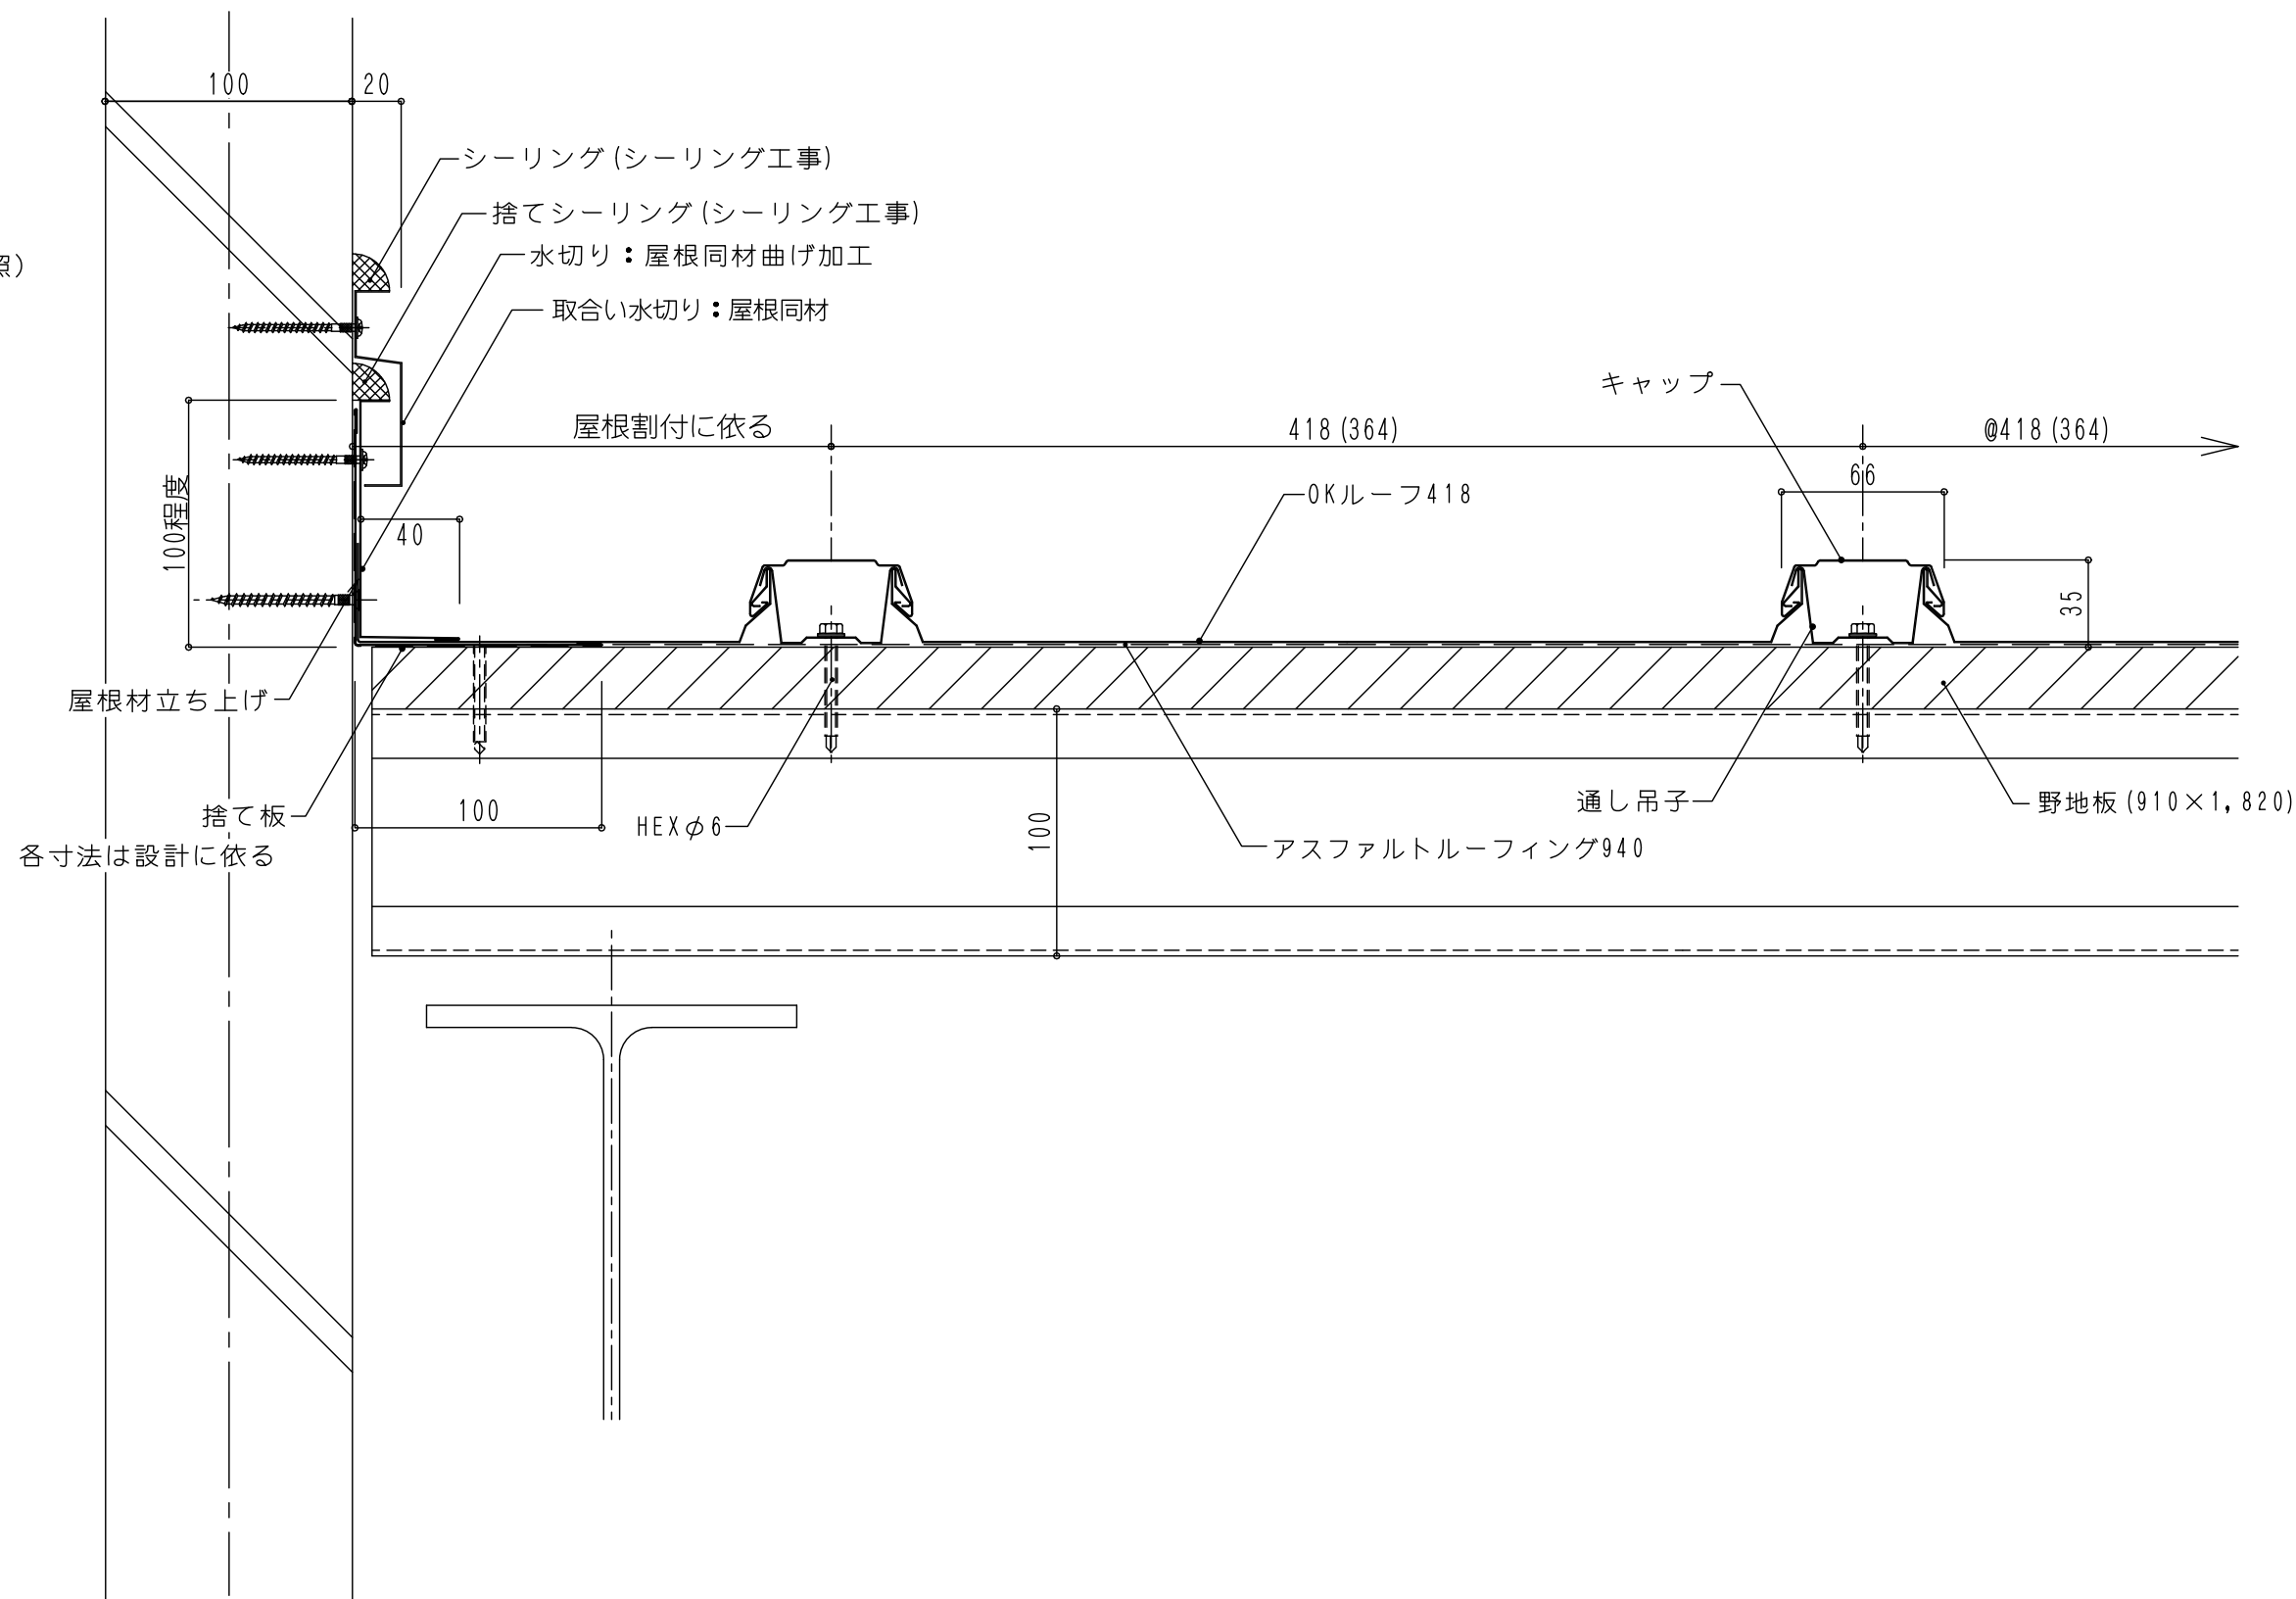 100
20
シーリング(シーリング工事)
捨てシーリング(シーリング工事)
水切り：屋根同材曲げ加工
照)
取合い水切り：屋根同材
キャップ
屋根割付に依る
418(364)
@418(364)
66
OKルーフ418
100程度
40
35
屋根材立ち上げ
捨て板
100
HEXφ6
100
通し吊子
野地板(910×1,820)
アスファルトルーフィング940
各寸法は設計に依る